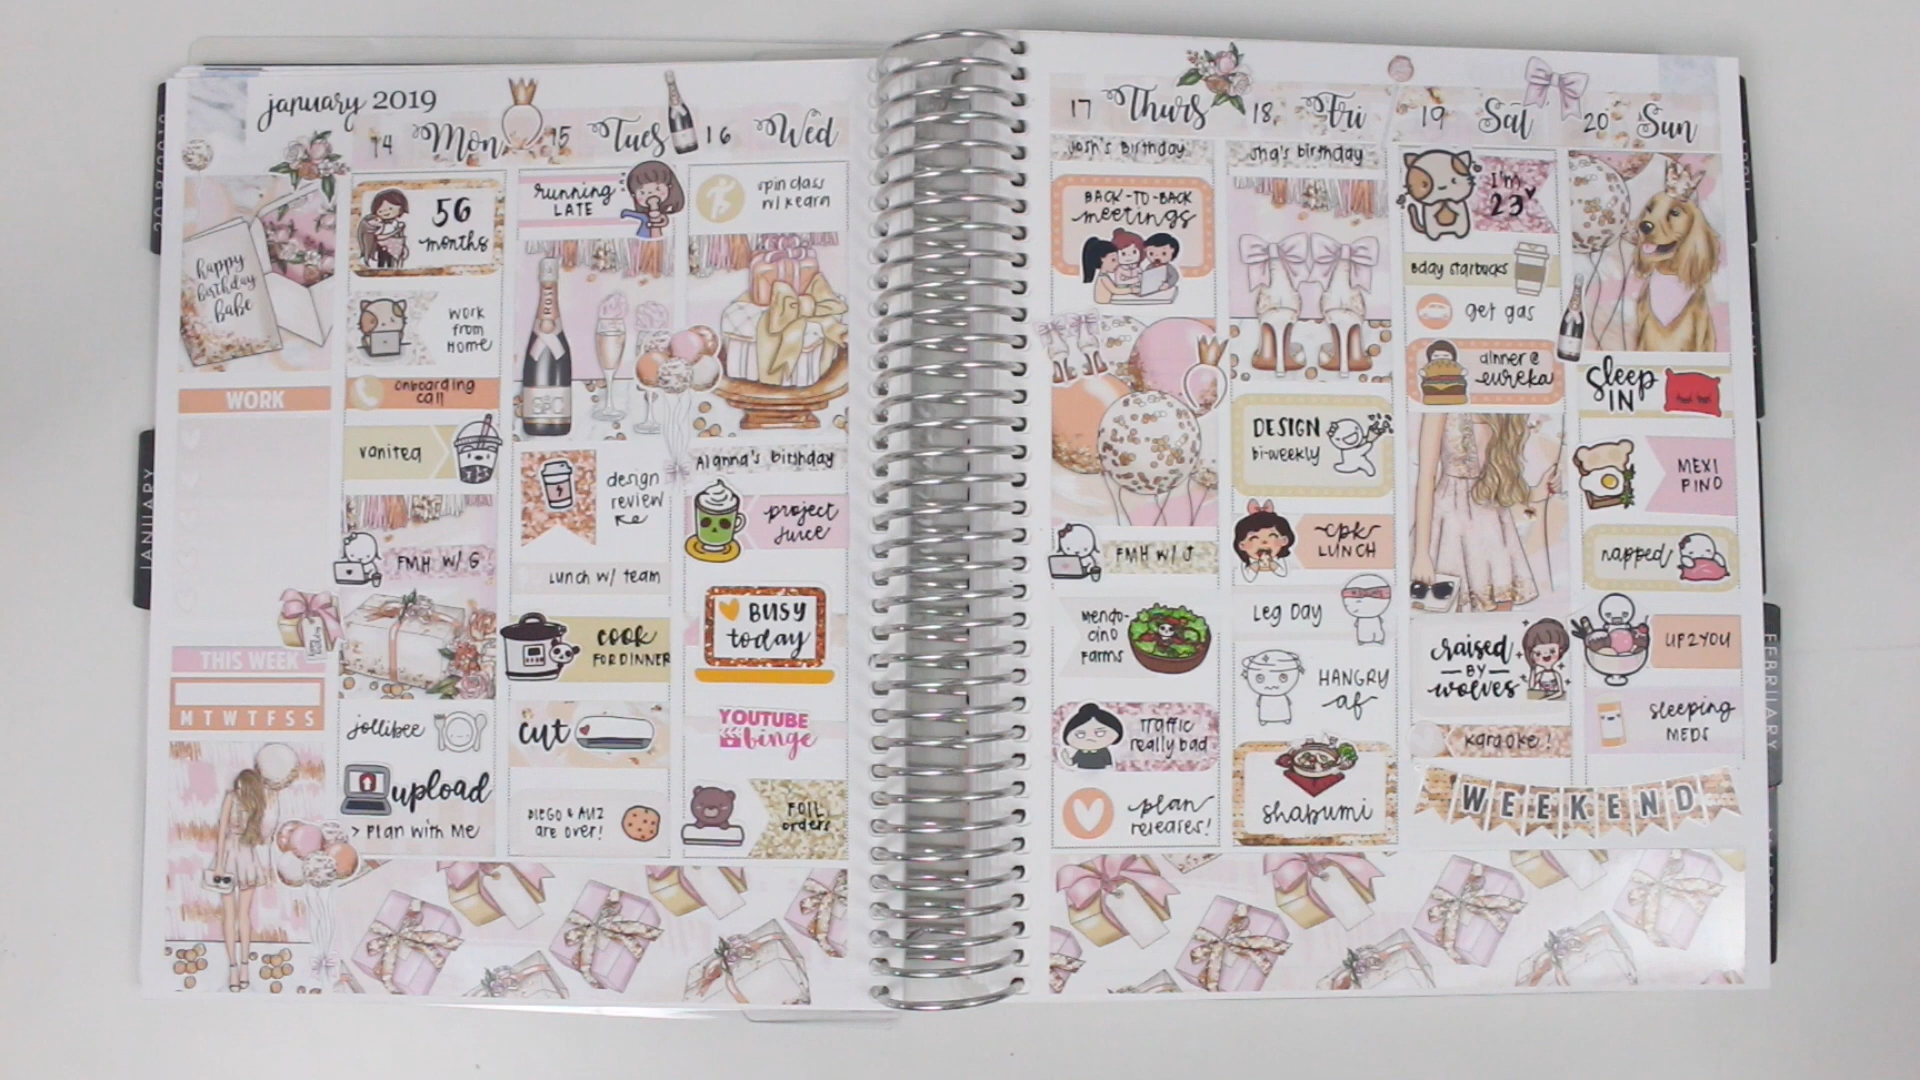 january 2019
happy
birthday
babe
WORK
THIS WEEK
M T W T F S S
14 Mon
56
months
WORK
from
Home
onboarding
call
vanitea
FMH W/ G
jollibee
upload
> Plan with Me
15 Tues
running
LATE
design
review
Lunch w/ team
cook
FOR DINNER
cut
are over!
16 Wed
spin class
Alanna's birthday
project
juice
BUSY
today
YOUTUBE
binge
FOIL
orders
17 Thurs
Josh's Birthday
BACK-TO-BACK
meetings
FMH W/ J
Mendo-
cino
Farms
Traffic
really bad
plan
releases!
18 Fri
birthday
DESIGN
bi-weekly
cpk
LUNCH
Leg Day
HANGRY
af
shabumi
19 Sat
I'm
23
Bday Starbucks
get gas
dinner @
eureka
raised
BY
wolves
karaoke!
WEEKEND
20 Sun
sleep
IN
MEXI
PINO
napped
UP2YOU
sleeping
MEDS
JANUARY
FEBRUARY